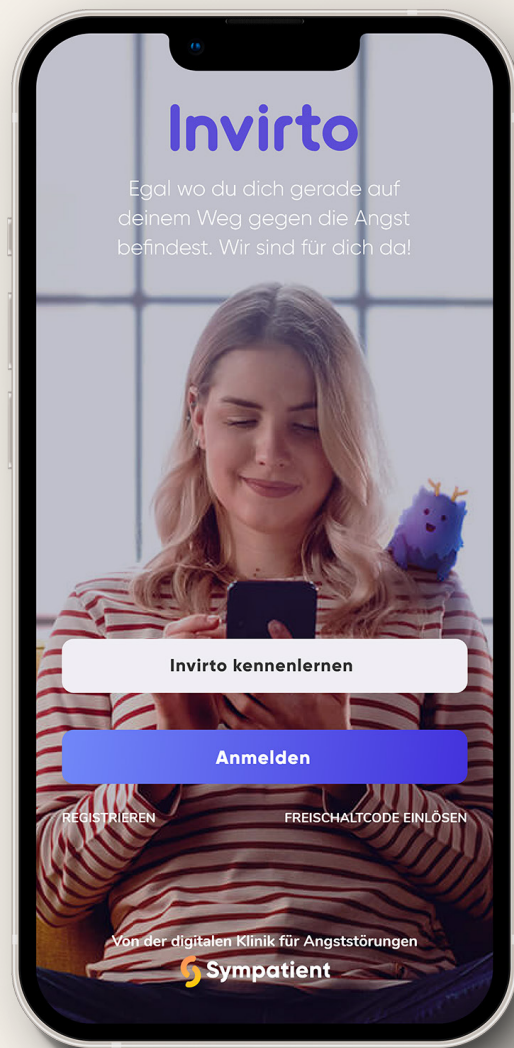 Invirto
Egal wo du dich gerade auf
deinem Weg gegen die Angst
befindest. Wir sind für dich da!
Invirto kennenlernen
Anmelden
REGISTRIEREN FREISCHALTCODE EINLÖSEN
Von der digitalen Klinik für Angststörungen
Sympatient